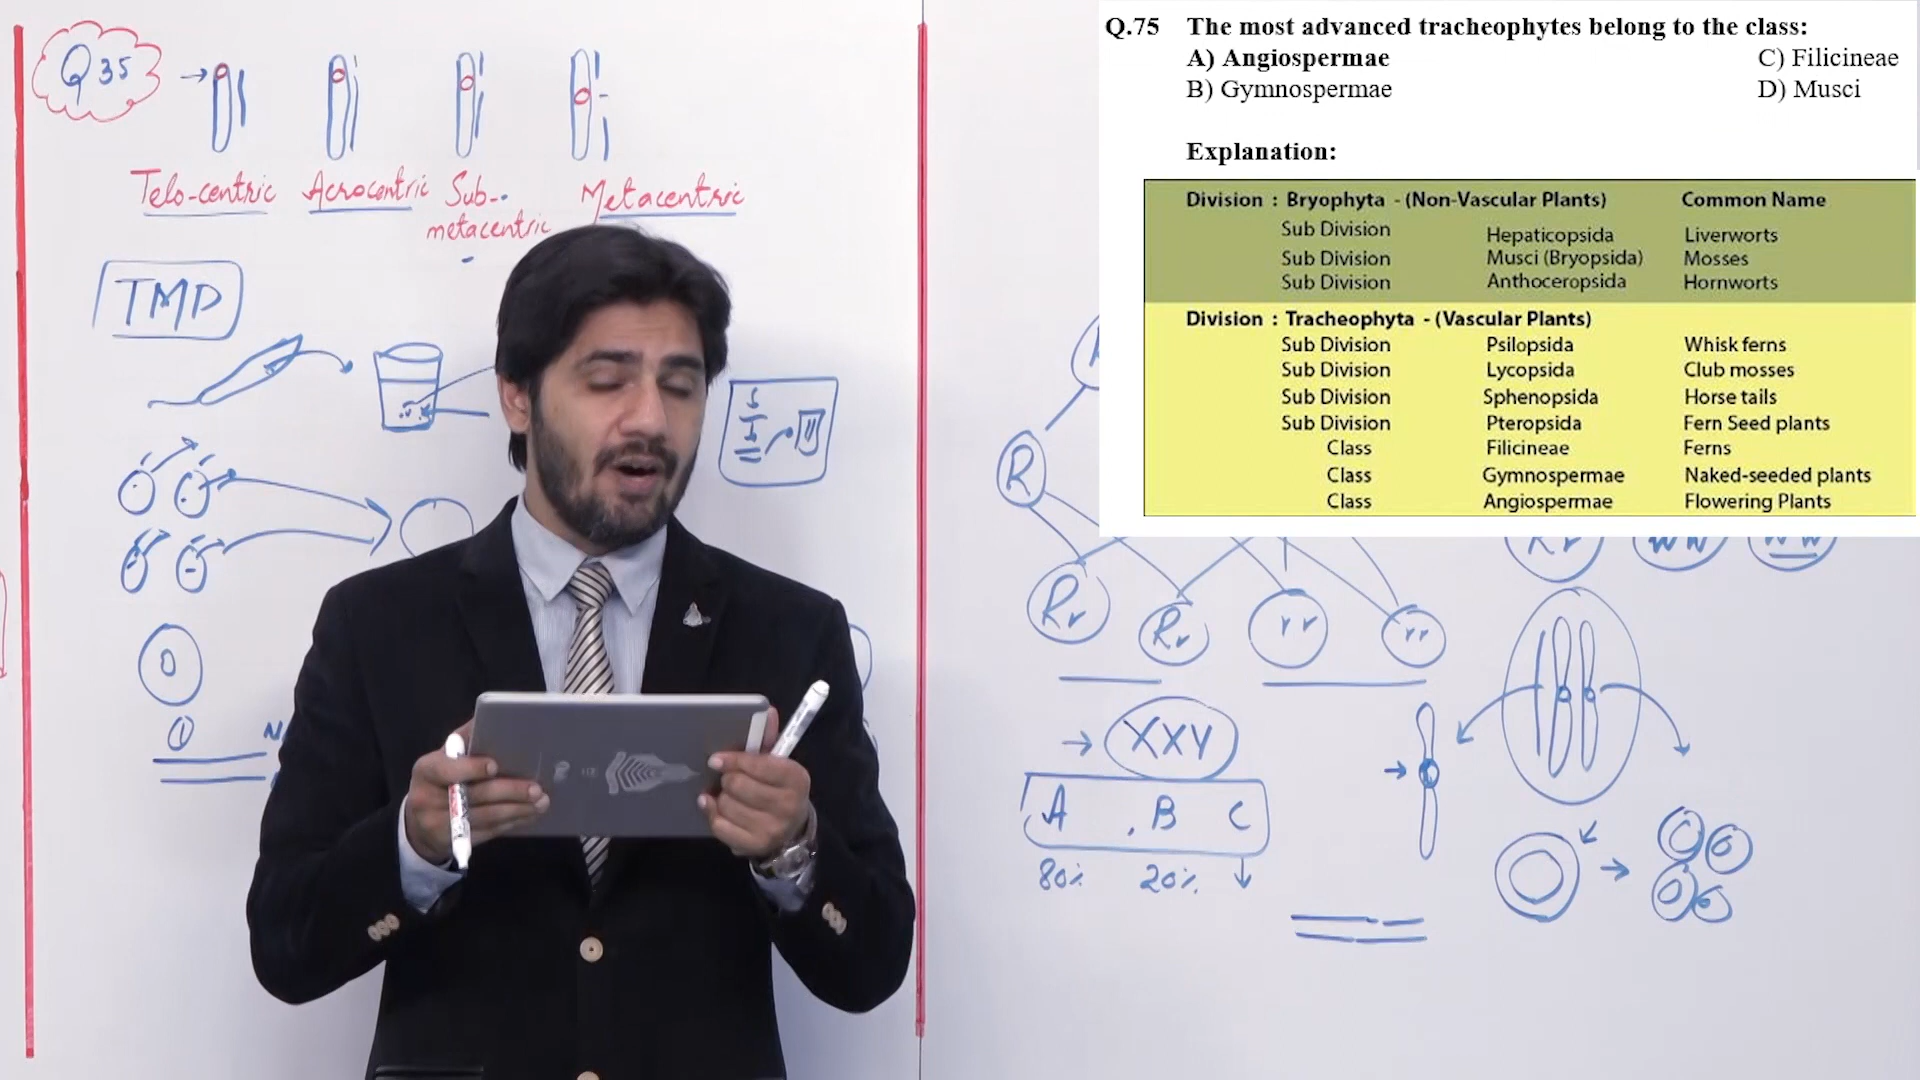 Q 35
Telo-centric Acrocentric Sub- Metacentric
metacentric
TMD
Q.75 The most advanced tracheophytes belong to the class:
A) Angiospermae C) Filicineae
B) Gymnospermae D) Musci
Explanation:
Division : Bryophyta - (Non-Vascular Plants) Common Name
Sub Division Hepaticopsida Liverworts
Sub Division Musci (Bryopsida) Mosses
Sub Division Anthoceropsida Hornworts
Division : Tracheophyta - (Vascular Plants)
Sub Division Psilopsida Whisk ferns
Sub Division Lycopsida Club mosses
Sub Division Sphenopsida Horse tails
Sub Division Pteropsida Fern Seed plants
Class Filicineae Ferns
Class Gymnospermae Naked-seeded plants
Class Angiospermae Flowering Plants
R
Rr Rr rr rr
XXY
A , B C
80% 20%